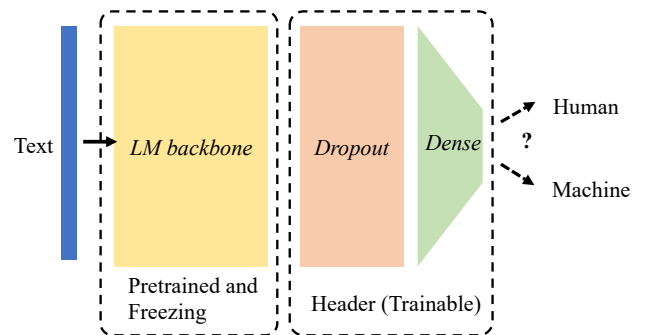 Text
LM backbone
Pretrained and
Freezing
Dropout
Dense
Header (Trainable)
Human
?
Machine